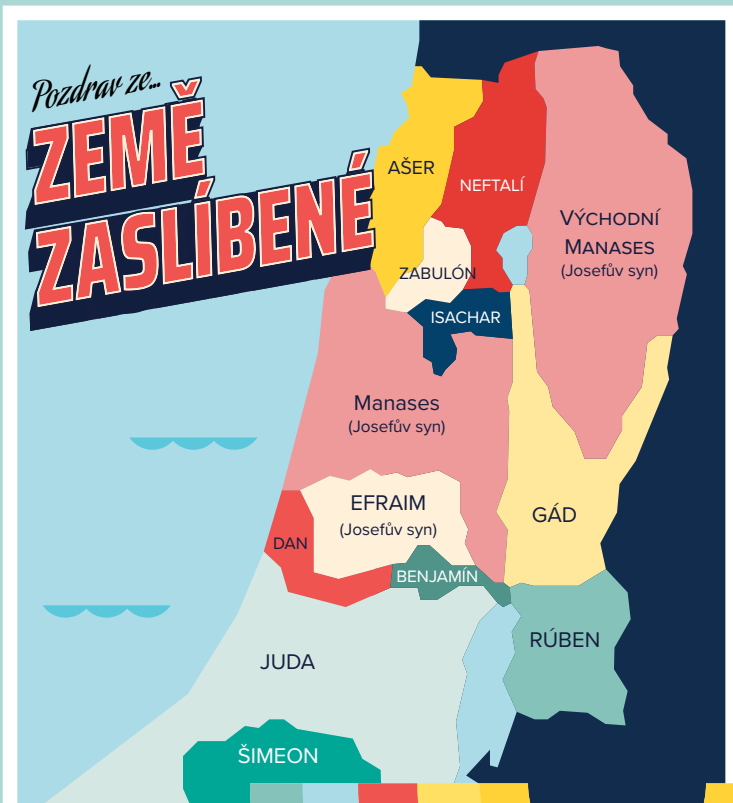 Pozdrav ze...
ZEMĚ
ZASLÍBENÉ
AŠER
NEFTALÍ
VÝCHODNÍ
MANASES
(Josefův syn)
ZABULÓN
ISACHAR
Manases
(Josefův syn)
EFRAIM
(Josefův syn)
GÁD
DAN
BENJAMÍN
RÚBEN
JUDA
ŠIMEON